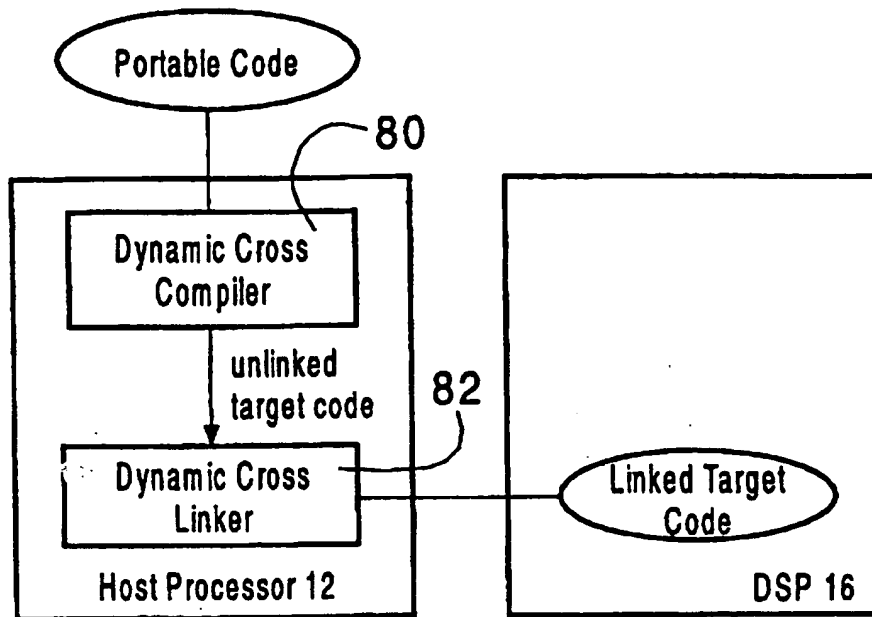 Portable Code
80
Dynamic Cross
Compiler
unlinked
target code
82
Dynamic Cross
Linker
Linked Target
Code
Host Processor 12
DSP 16